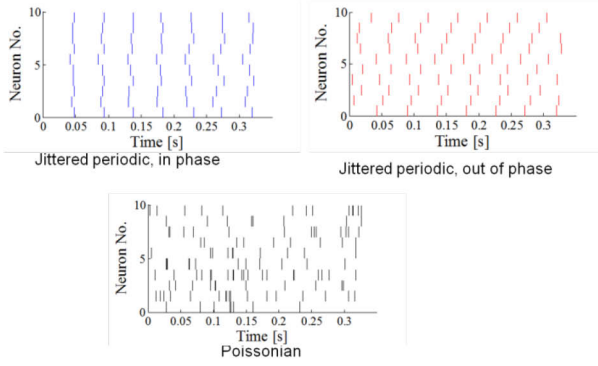 10
5
0
Neuron No.
0 0.05 0.1 0.15 0.2 0.25 0.3
Time [s]
Jittered periodic, in phase
10
5
0
Neuron No.
0 0.05 0.1 0.15 0.2 0.25 0.3
Time [s]
Jittered periodic, out of phase
10
5
0
Neuron No.
0 0.05 0.1 0.15 0.2 0.25 0.3
Time [s]
Poissonian